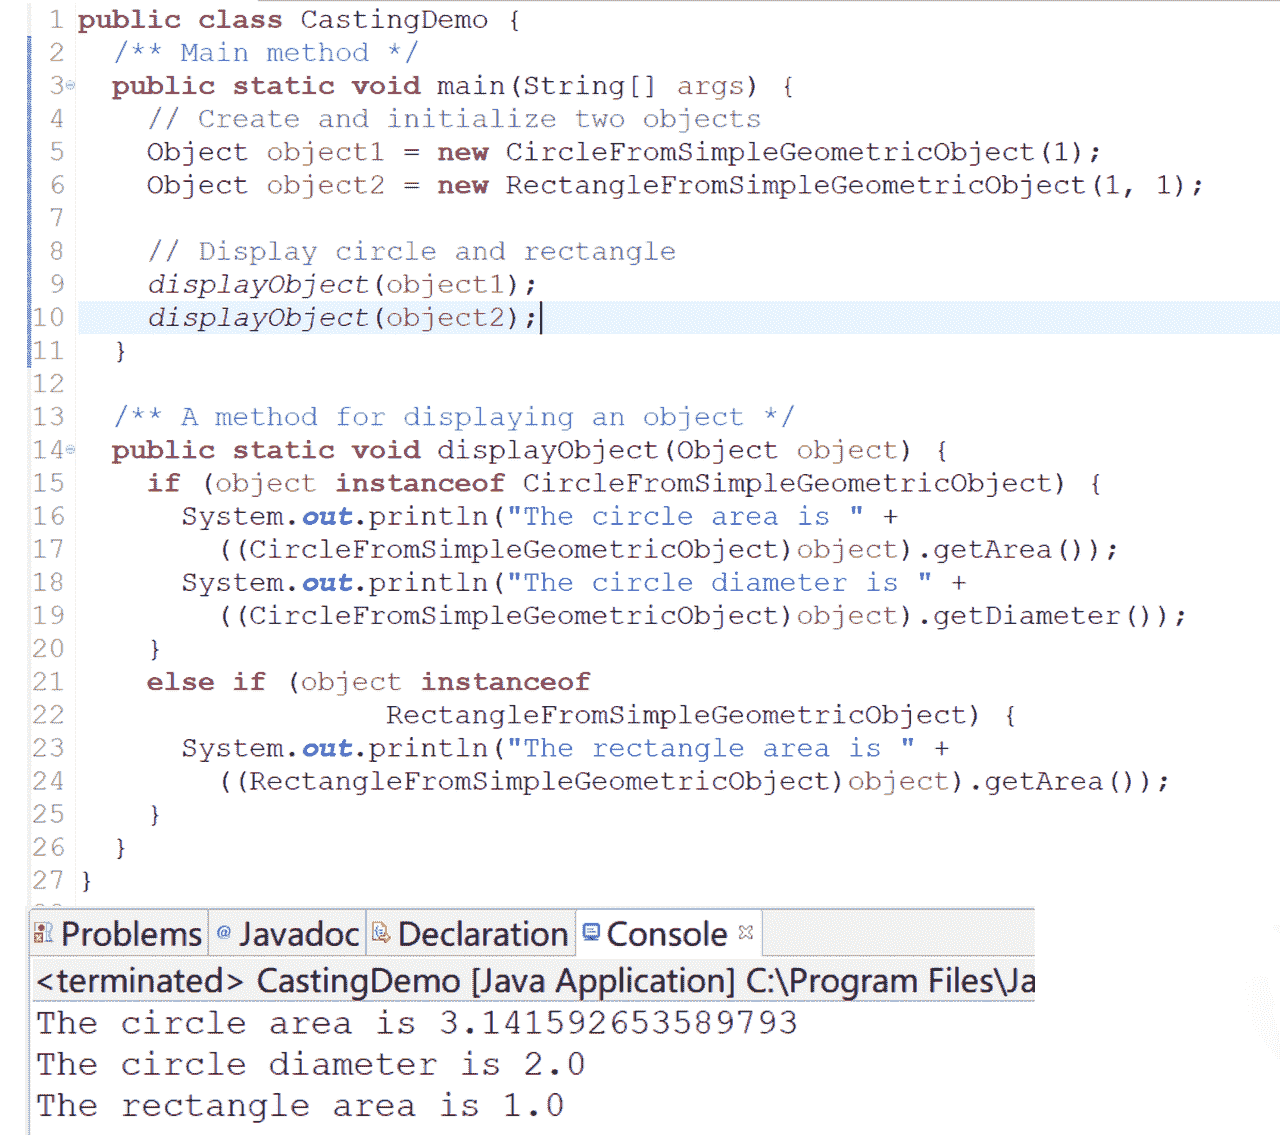 1 public class CastingDemo {
2 /** Main method */
3 public static void main(String[] args) {
4 // Create and initialize two objects
5 Object object1 = new CircleFromSimpleGeometricObject(1);
6 Object object2 = new RectangleFromSimpleGeometricObject(1, 1);
7
8 // Display circle and rectangle
9 displayObject(object1);
10 displayObject(object2);
11 }
12
13 /** A method for displaying an object */
14 public static void displayObject(Object object) {
15 if (object instanceof CircleFromSimpleGeometricObject) {
16 System.out.println("The circle area is " +
17 ((CircleFromSimpleGeometricObject)object).getArea());
18 System.out.println("The circle diameter is " +
19 ((CircleFromSimpleGeometricObject)object).getDiameter());
20 }
21 else if (object instanceof
22 RectangleFromSimpleGeometricObject) {
23 System.out.println("The rectangle area is " +
24 ((RectangleFromSimpleGeometricObject)object).getArea());
25 }
26 }
27 }
Problems @ Javadoc Declaration Console
<terminated> CastingDemo [Java Application] C:\Program Files\Ja
The circle area is 3.141592653589793
The circle diameter is 2.0
The rectangle area is 1.0